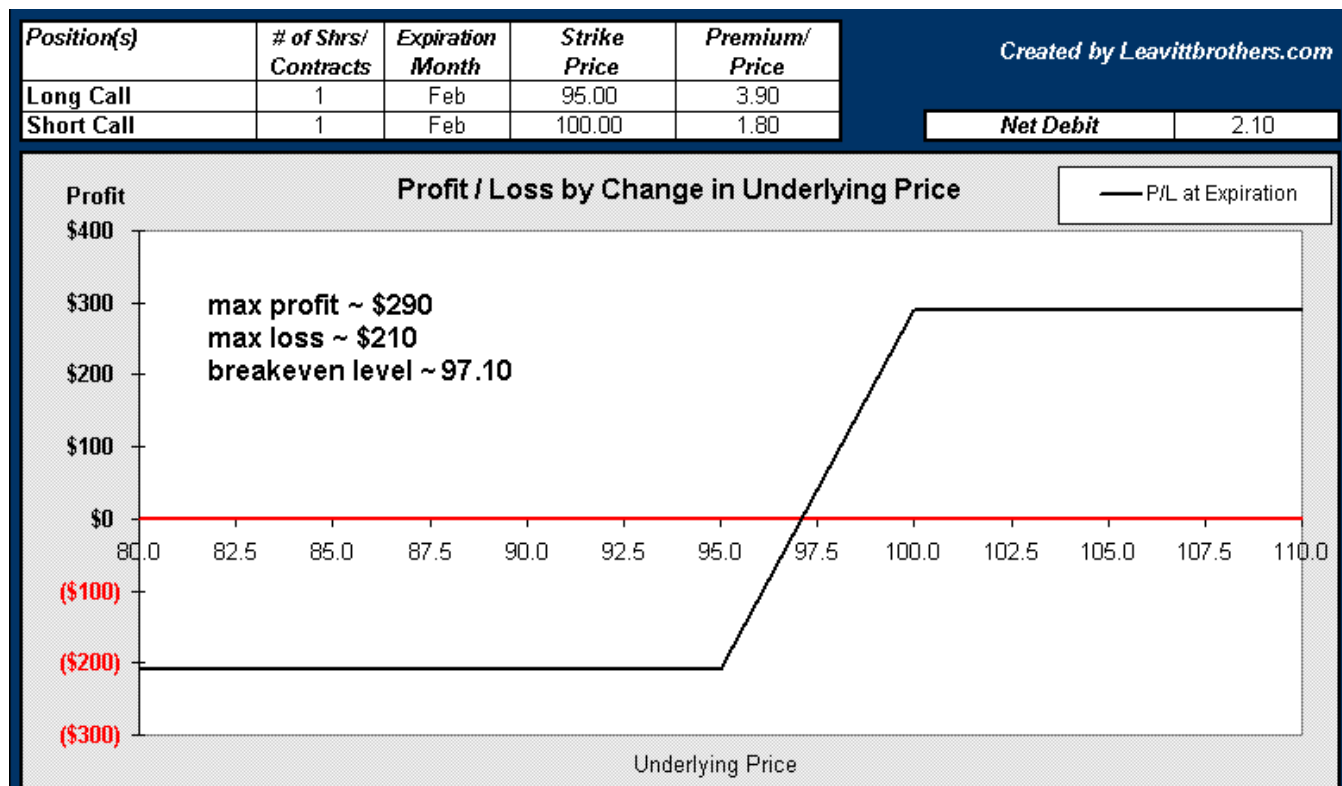 Position(s) # of Shrs/ Contracts Expiration Month Strike Price Premium/ Price
Created by Leavittbrothers.com
Long Call 1 Feb 95.00 3.90
Short Call 1 Feb 100.00 1.80
Net Debit 2.10
Profit / Loss by Change in Underlying Price
P/L at Expiration
Profit
$400
$300
$200
$100
$0
($100)
($200)
($300)
max profit ~ $290
max loss ~ $210
breakeven level ~ 97.10
80.0 82.5 85.0 87.5 90.0 92.5 95.0 97.5 100.0 102.5 105.0 107.5 110.0
Underlying Price